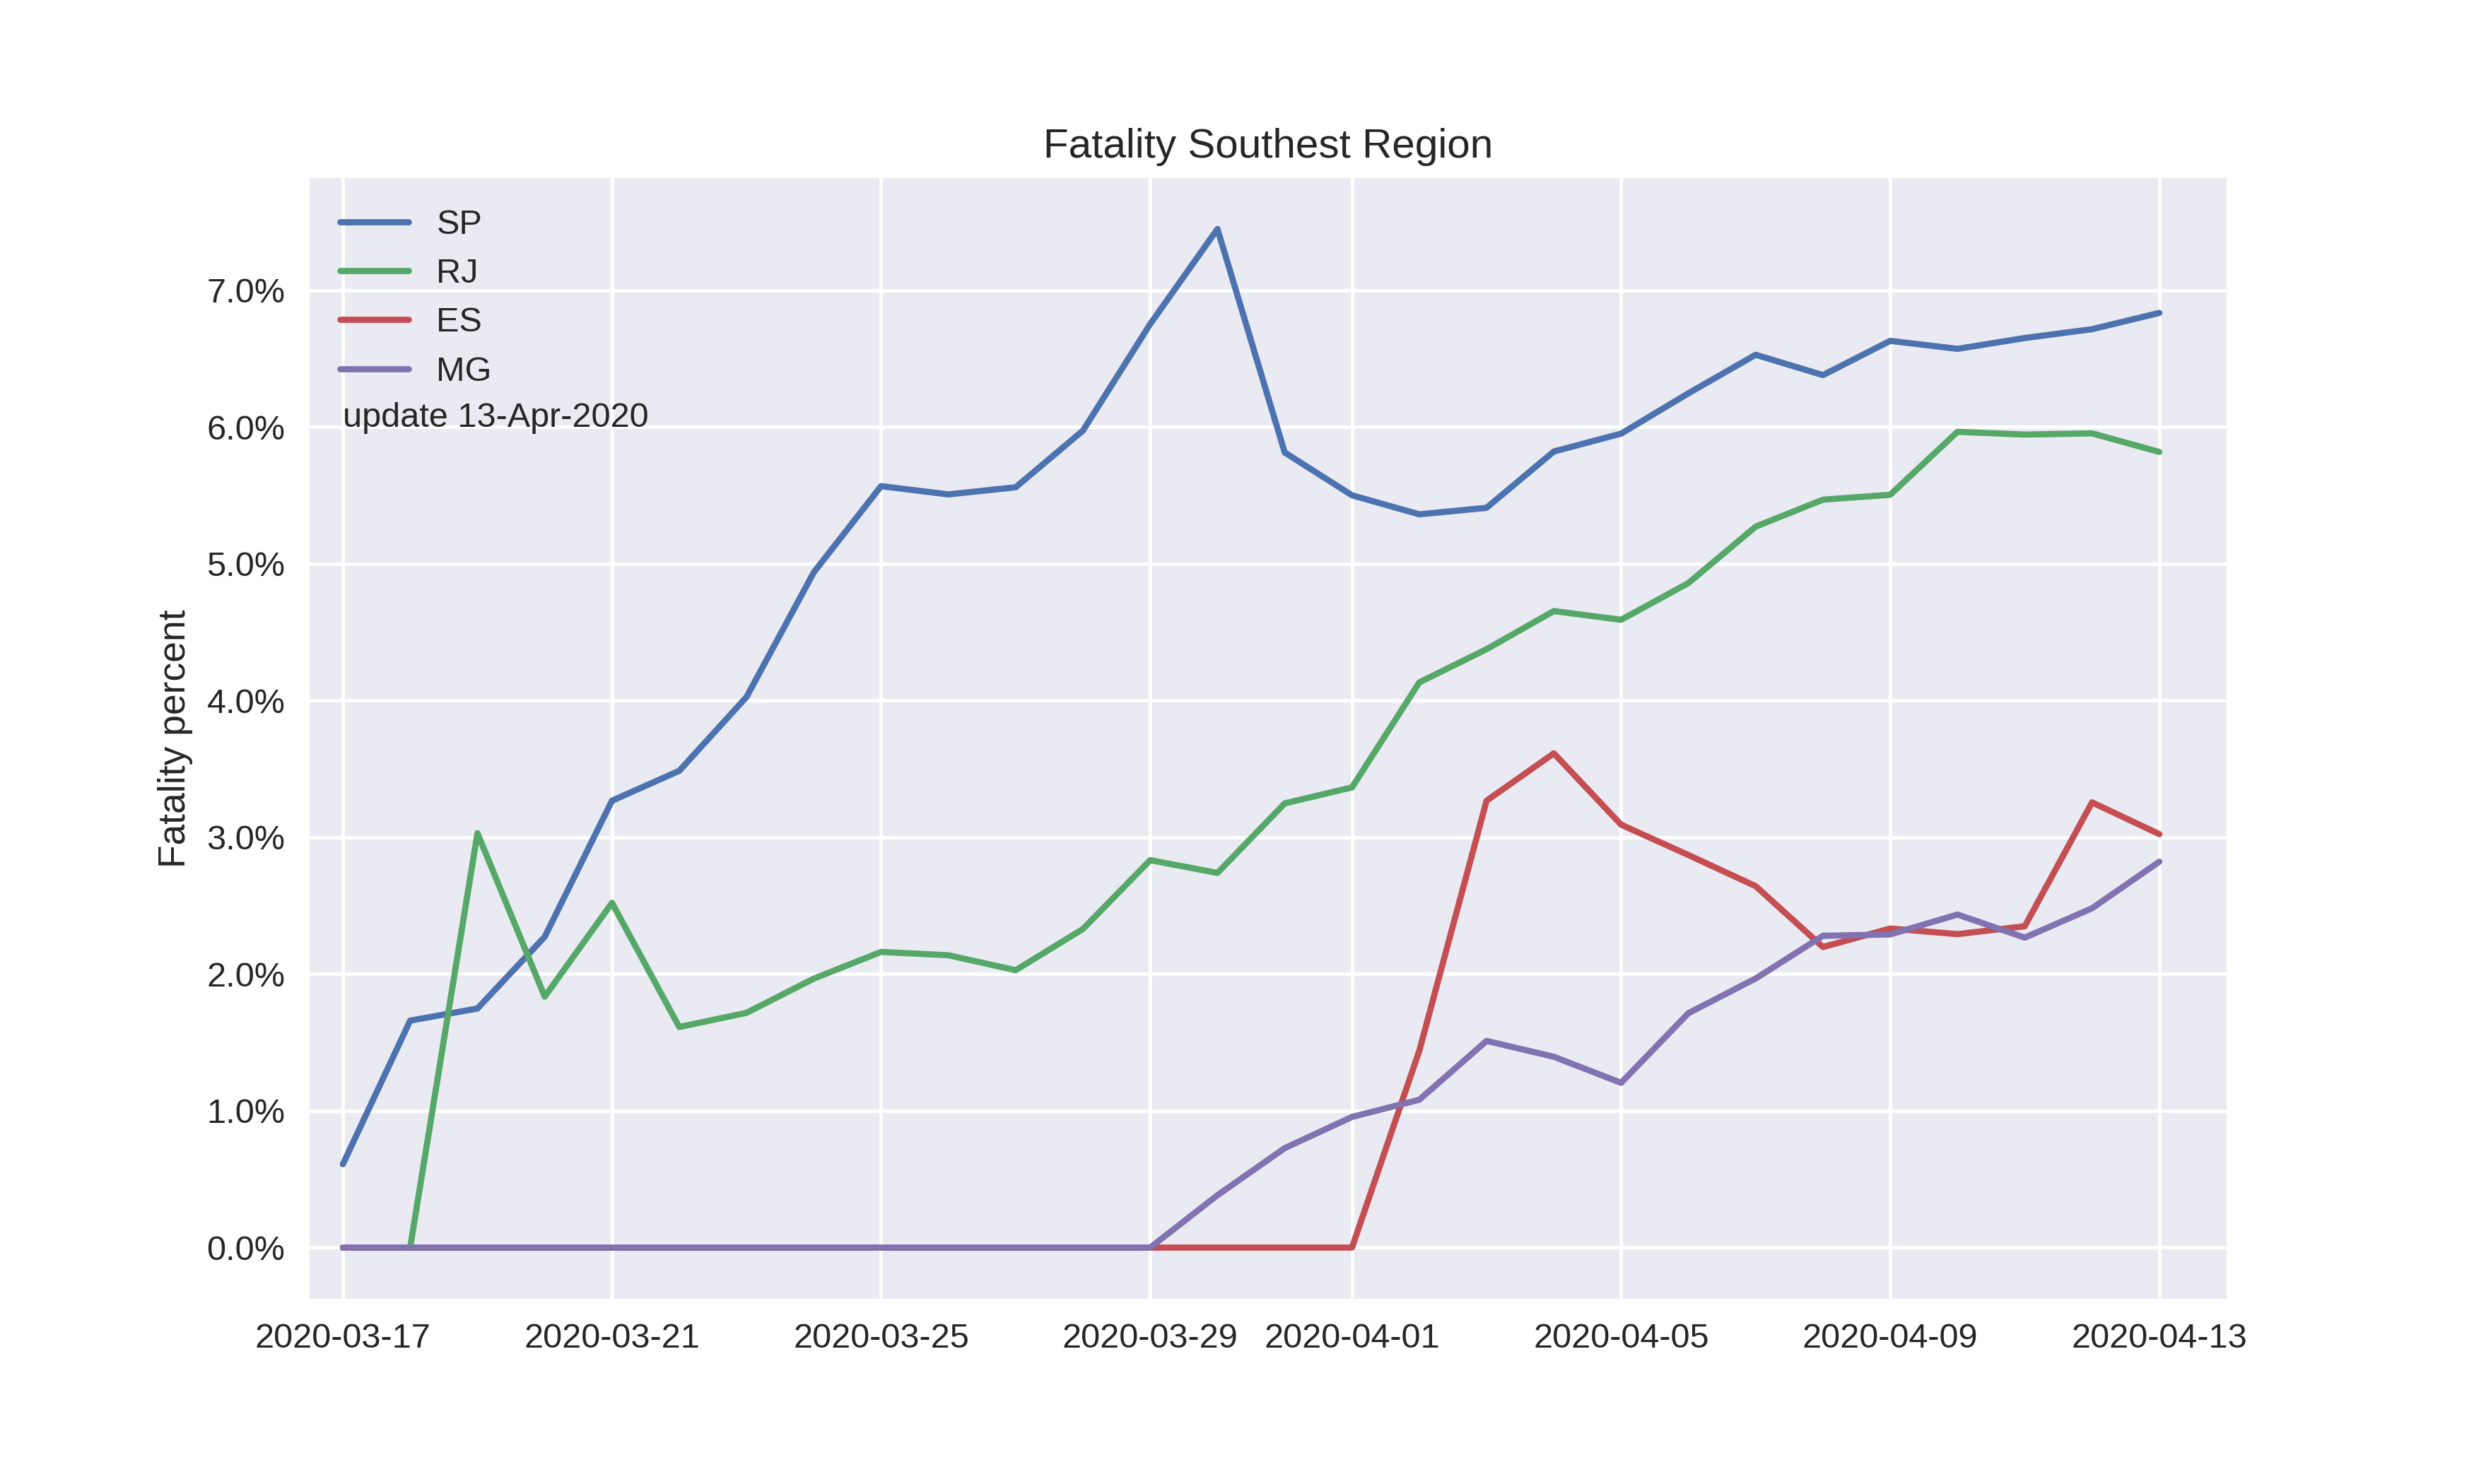 Fatality Southest Region
SP
RJ
ES
MG
update 13-Apr-2020
Fatality percent
7.0%
6.0%
5.0%
4.0%
3.0%
2.0%
1.0%
0.0%
2020-03-17 2020-03-21 2020-03-25 2020-03-29 2020-04-01 2020-04-05 2020-04-09 2020-04-13